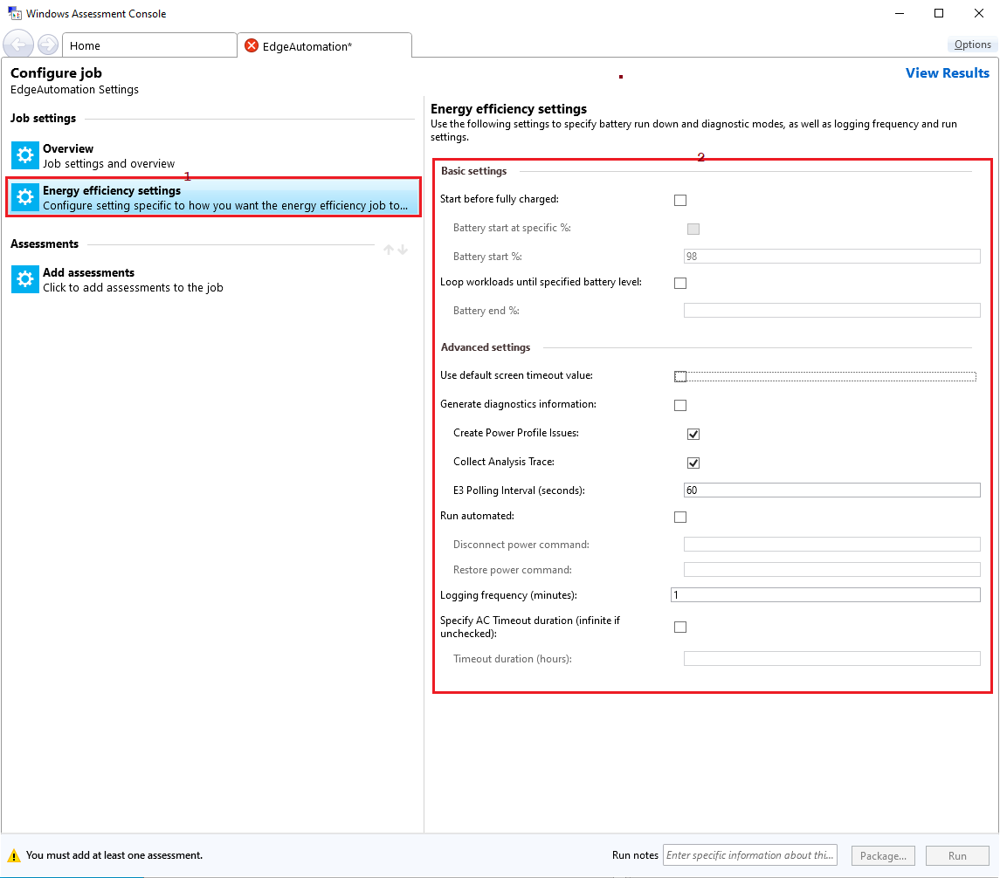 Windows Assessment Console
Home
EdgeAutomation*
Options
Configure job
EdgeAutomation Settings
View Results
Job settings
Overview
Job settings and overview
1
Energy efficiency settings
Configure setting specific to how you want the energy efficiency job to...
Assessments
Add assessments
Click to add assessments to the job
Energy efficiency settings
Use the following settings to specify battery run down and diagnostic modes, as well as logging frequency and run
settings.
2
Basic settings
Start before fully charged:
Battery start at specific %:
Battery start %:
98
Loop workloads until specified battery level:
Battery end %:
Advanced settings
Use default screen timeout value:
Generate diagnostics information:
Create Power Profile Issues:
Collect Analysis Trace:
E3 Polling Interval (seconds):
60
Run automated:
Disconnect power command:
Restore power command:
Logging frequency (minutes):
1
Specify AC Timeout duration (infinite if
unchecked):
Timeout duration (hours):
You must add at least one assessment.
Run notes
Enter specific information about thi...
Package...
Run